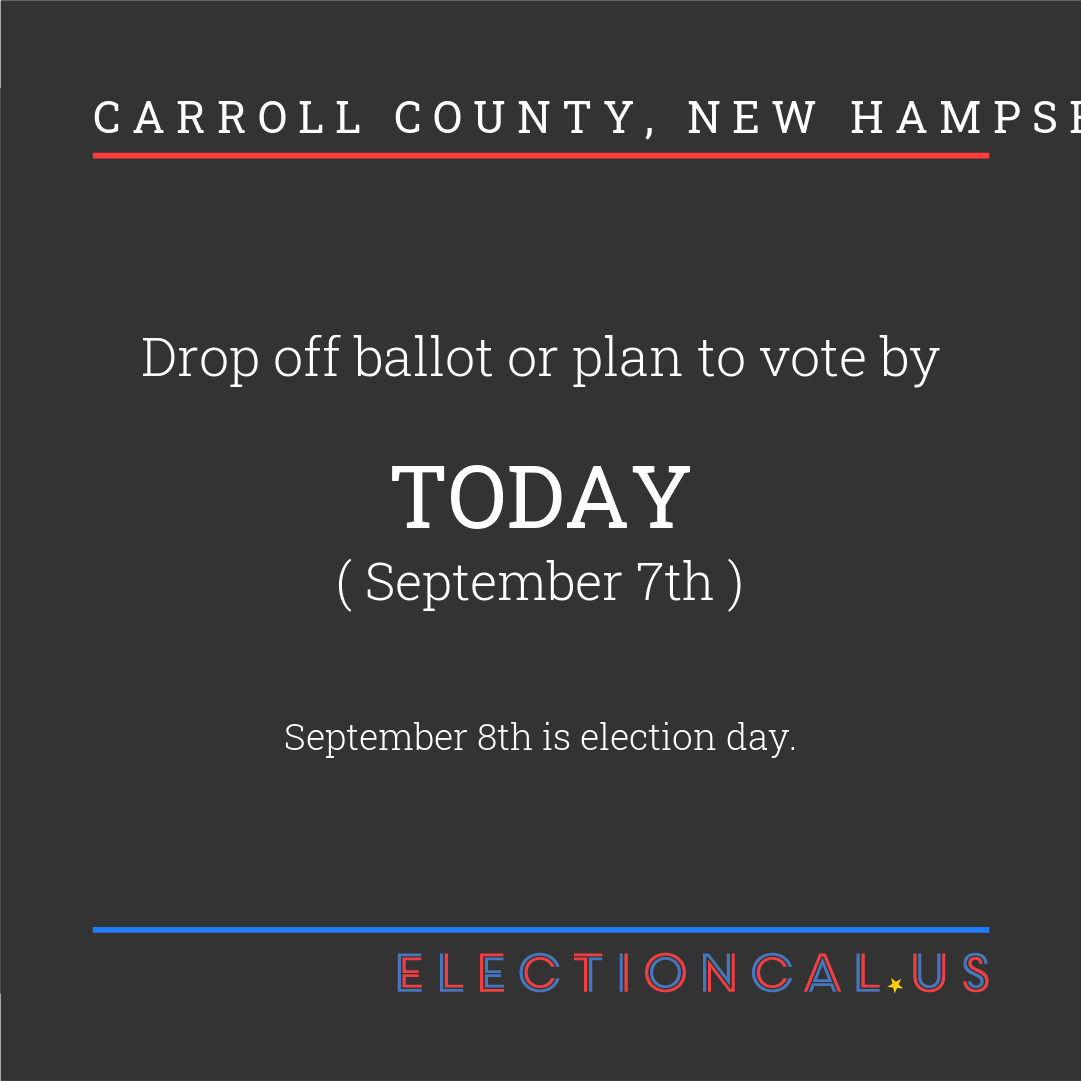 CARROLL COUNTY, NEW HAMPSH
Drop off ballot or plan to vote by
TODAY
( September 7th )
September 8th is election day.
ELECTIONCAL.US